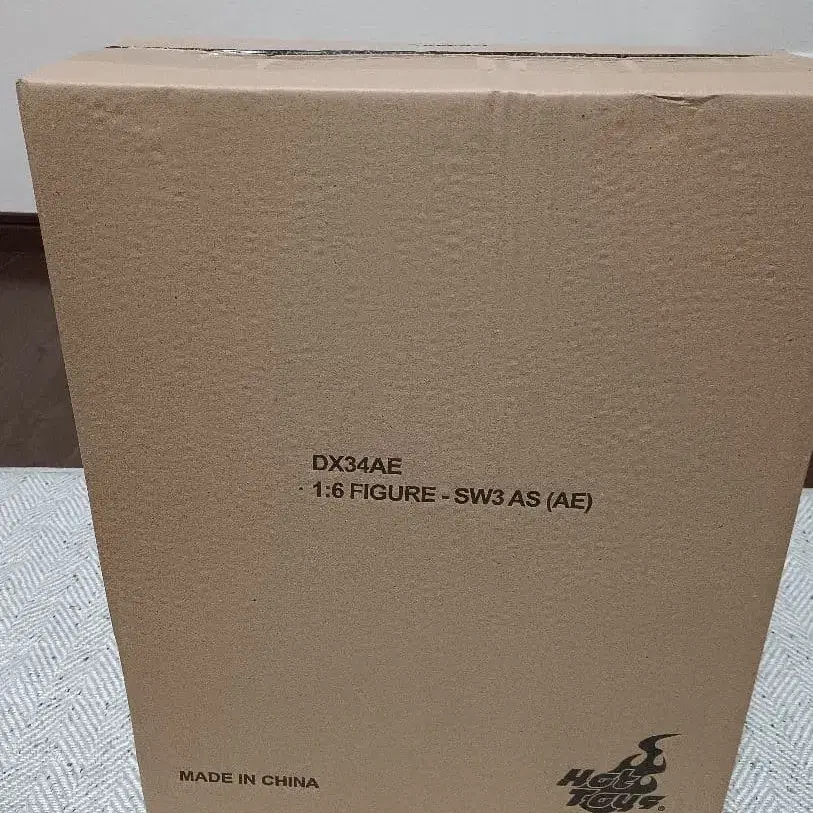 DX34AE
1:6 FIGURE - SW3 AS (AE)
MADE IN CHINA
Hot
Toys®